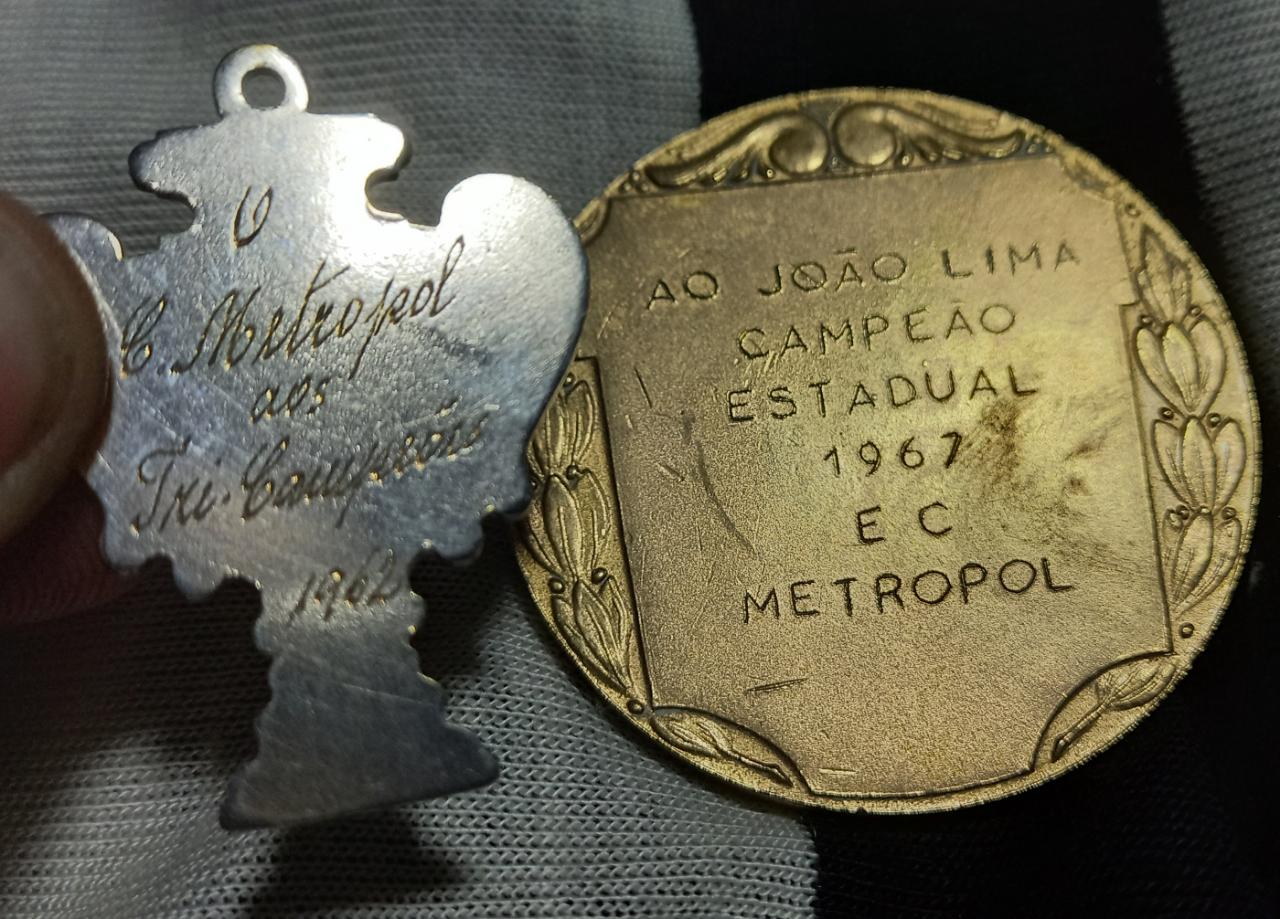 O
C. Metropol
aos
Tri-Campeões
1962
AO JOÃO LIMA
CAMPEÃO
ESTADUAL
1967
E C
METROPOL